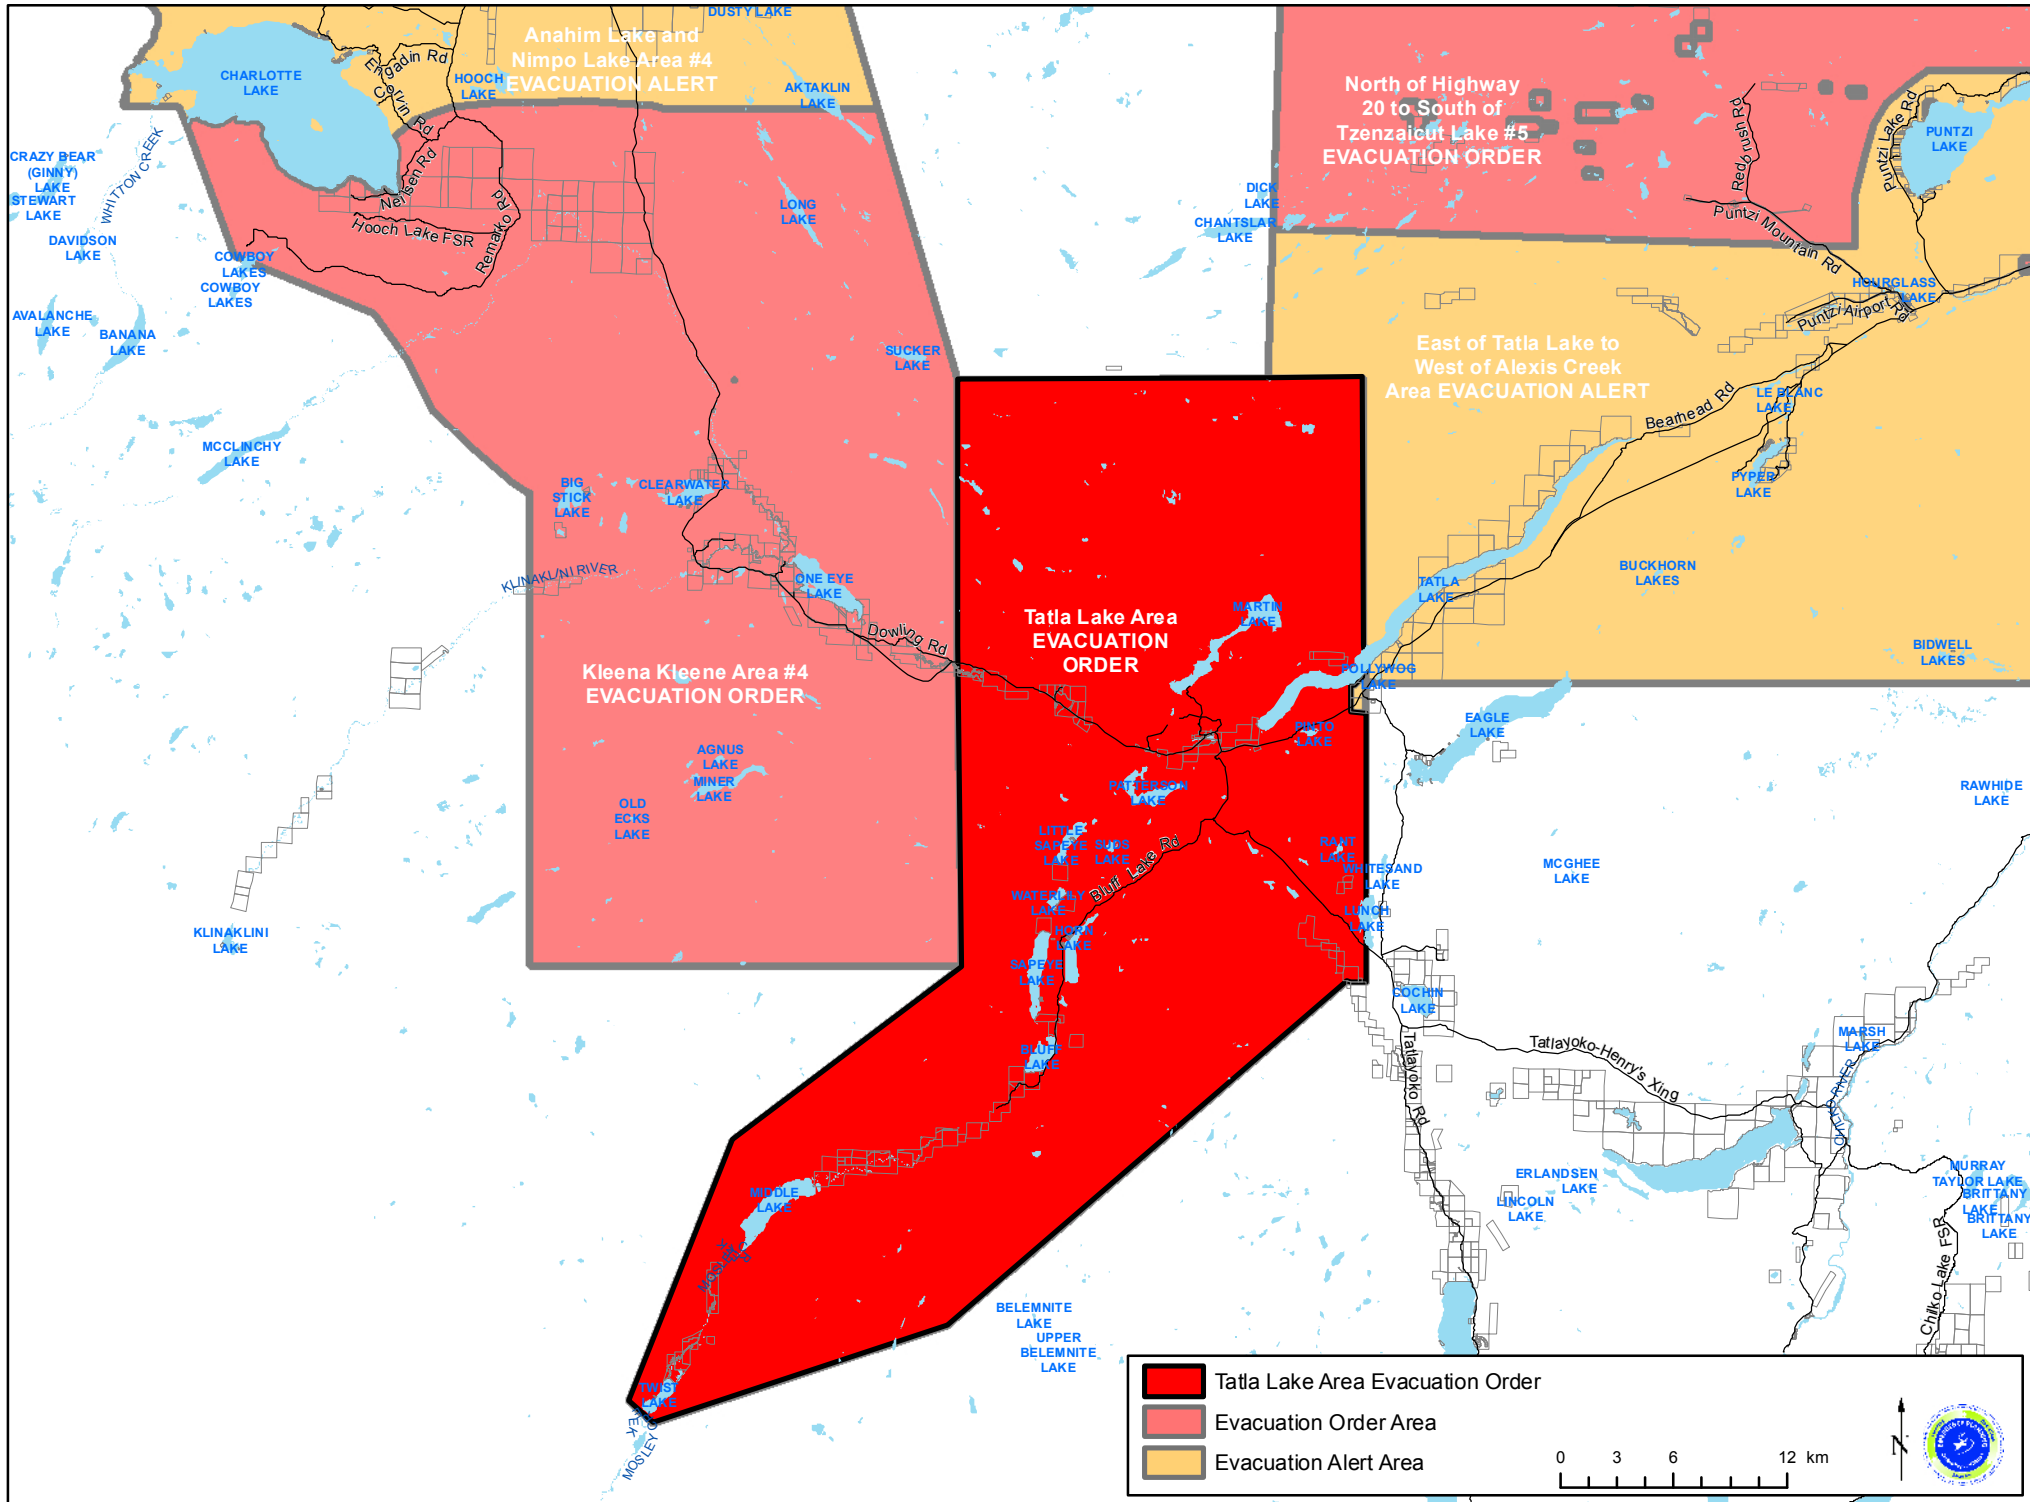 DUSTY LAKE
Anahim Lake and
Nimpo Lake Area #4
EVACUATION ALERT
CHARLOTTE
LAKE
Engadin Rd
Corvin Rd
HOOCH
LAKE
AKTAKLIN
LAKE
North of Highway
20 to South of
Tzenzaicut Lake #5
EVACUATION ORDER
Redbrush Rd
Puntzi Lake Rd
PUNTZI
LAKE
CRAZY BEAR
(GINNY)
LAKE
STEWART
LAKE
WHITTON CREEK
DAVIDSON
LAKE
Neilsen Rd
Hooch Lake FSR
Remarko Rd
LONG
LAKE
DICK
LAKE
CHANTSLAR
LAKE
Puntzi Mountain Rd
COWBOY
LAKES
COWBOY
LAKES
HOURGLASS
LAKE
Puntzi Airport Rd
AVALANCHE
LAKE
BANANA
LAKE
SUCKER
LAKE
East of Tatla Lake to
West of Alexis Creek
Area EVACUATION ALERT
LE BLANC
LAKE
Bearhead Rd
MCCLINCHY
LAKE
BIG
STICK
LAKE
CLEARWATER
LAKE
PYPER
LAKE
KLINAKLINI RIVER
ONE EYE
LAKE
TATLA
LAKE
BUCKHORN
LAKES
MARTIN
LAKE
Tatla Lake Area
EVACUATION
ORDER
Dowling Rd
BIDWELL
LAKES
Kleena Kleene Area #4
EVACUATION ORDER
POLLYWOG
LAKE
PINTO
LAKE
EAGLE
LAKE
AGNUS
LAKE
MINER
LAKE
PATTERSON
LAKE
RAWHIDE
LAKE
OLD
ECKS
LAKE
LITTLE
SAPEYE
LAKE
SUDS
LAKE
Bluff Lake Rd
RANT
LAKE
WHITESAND
LAKE
MCGHEE
LAKE
WATERLILY
LAKE
LUNCH
LAKE
HORN
LAKE
KLINAKLINI
LAKE
SAPEYE
LAKE
COCHIN
LAKE
BLUFF
LAKE
Tatlayoko Rd
Tatlayoko-Henry's Xing
MARSH
LAKE
CHILKO RIVER
MIDDLE
LAKE
ERLANDSEN
LAKE
LINCOLN
LAKE
MURRAY
TAYLOR LAKE
BRITTANY
LAKE
BRITTANY
LAKE
Chilko Lake FSR
BELEMNITE
LAKE
UPPER
BELEMNITE
LAKE
TWIST
LAKE
MOSLEY
Tatla Lake Area Evacuation Order
Evacuation Order Area
Evacuation Alert Area
0 3 6 12 km
N